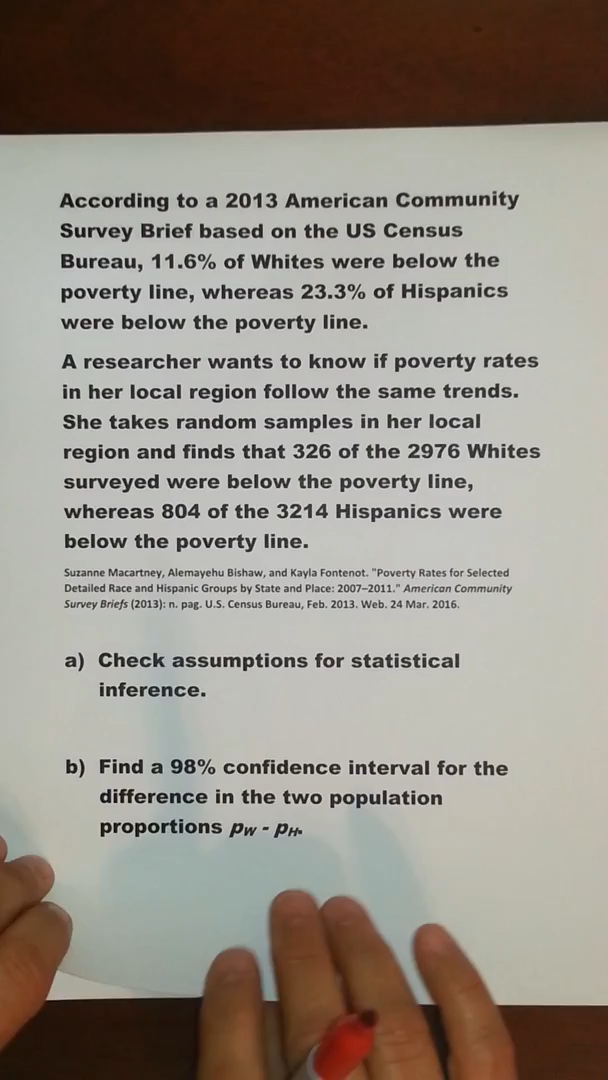 According to a 2013 American Community
Survey Brief based on the US Census
Bureau, 11.6% of Whites were below the
poverty line, whereas 23.3% of Hispanics
were below the poverty line.
A researcher wants to know if poverty rates
in her local region follow the same trends.
She takes random samples in her local
region and finds that 326 of the 2976 Whites
surveyed were below the poverty line,
whereas 804 of the 3214 Hispanics were
below the poverty line.
Suzanne Macartney, Alemayehu Bishaw, and Kayla Fontenot. "Poverty Rates for Selected
Detailed Race and Hispanic Groups by State and Place: 2007–2011." American Community
Survey Briefs (2013): n. pag. U.S. Census Bureau, Feb. 2013. Web. 24 Mar. 2016.
a) Check assumptions for statistical
inference.
b) Find a 98% confidence interval for the
difference in the two population
proportions pW - pH.